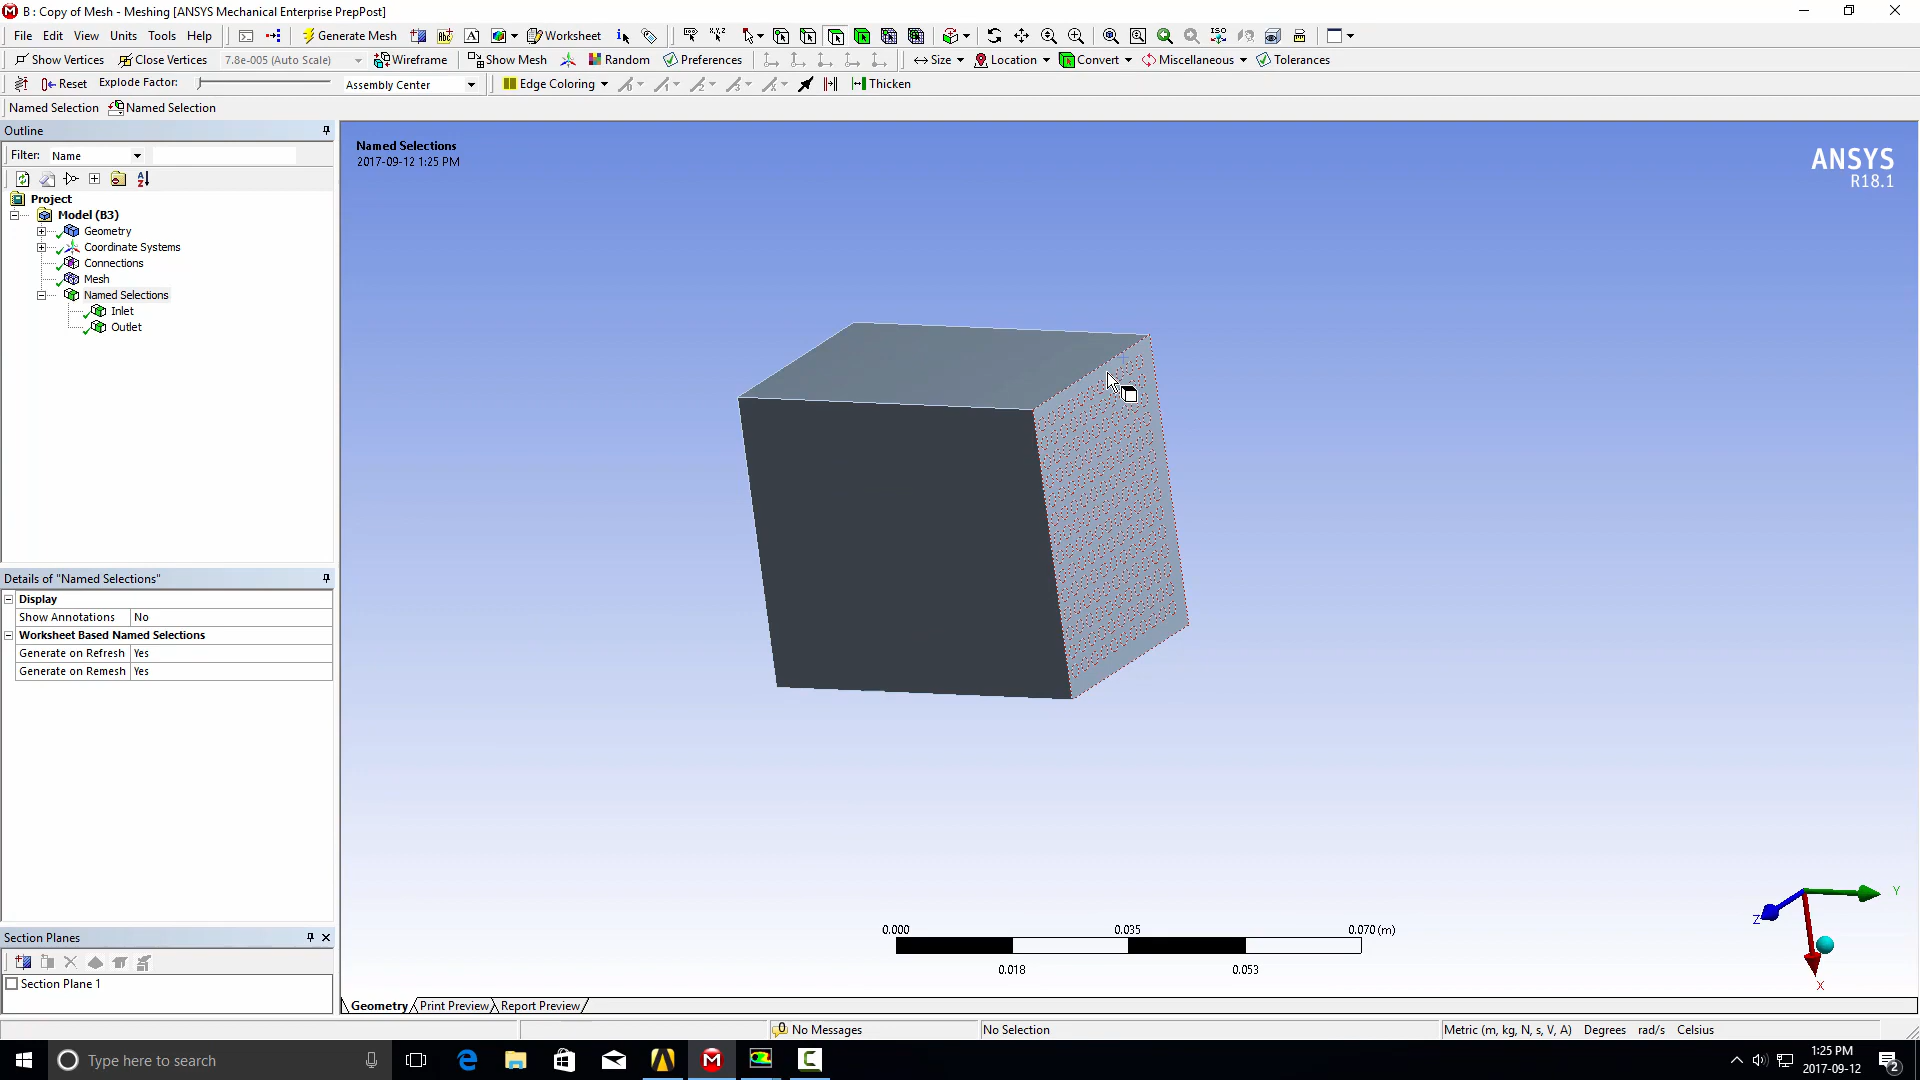 B : Copy of Mesh - Meshing [ANSYS Mechanical Enterprise PrepPost]
File Edit View Units Tools Help Generate Mesh A Worksheet
Show Vertices Close Vertices 7.8e-005 (Auto Scale) Wireframe Show Mesh Random Preferences Size Location Convert Miscellaneous Tolerances
Reset Explode Factor: Assembly Center Edge Coloring Thicken
Named Selection Named Selection
Outline
Filter: Name
Project
Model (B3)
Geometry
Coordinate Systems
Connections
Mesh
Named Selections
Inlet
Outlet
Details of "Named Selections"
Display
Show Annotations No
Worksheet Based Named Selections
Generate on Refresh Yes
Generate on Remesh Yes
Section Planes
Section Plane 1
Named Selections
2017-09-12 1:25 PM
ANSYS
R18.1
0.000 0.035 0.070 (m)
0.018 0.053
Y
Z
X
Geometry Print Preview Report Preview
No Messages No Selection Metric (m, kg, N, s, V, A) Degrees rad/s Celsius
Type here to search
1:25 PM
2017-09-12
2